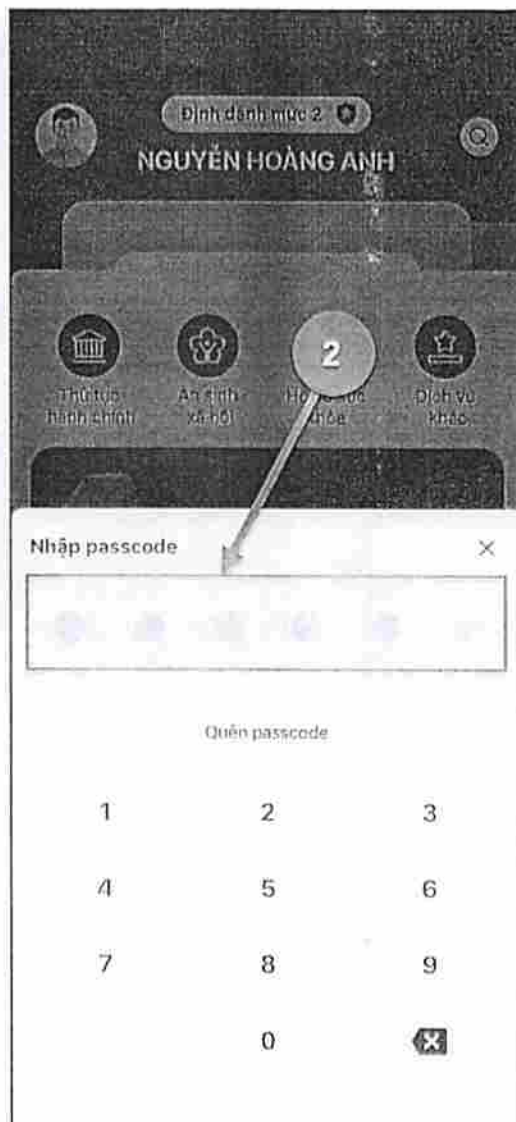 Định danh mức 2
NGUYỄN HOÀNG ANH
Thủ tục
hành chính
An sinh
xã hội
2
khỏe
Dịch vụ
khác
Nhập passcode
Quên passcode
1 2 3
4 5 6
7 8 9
0